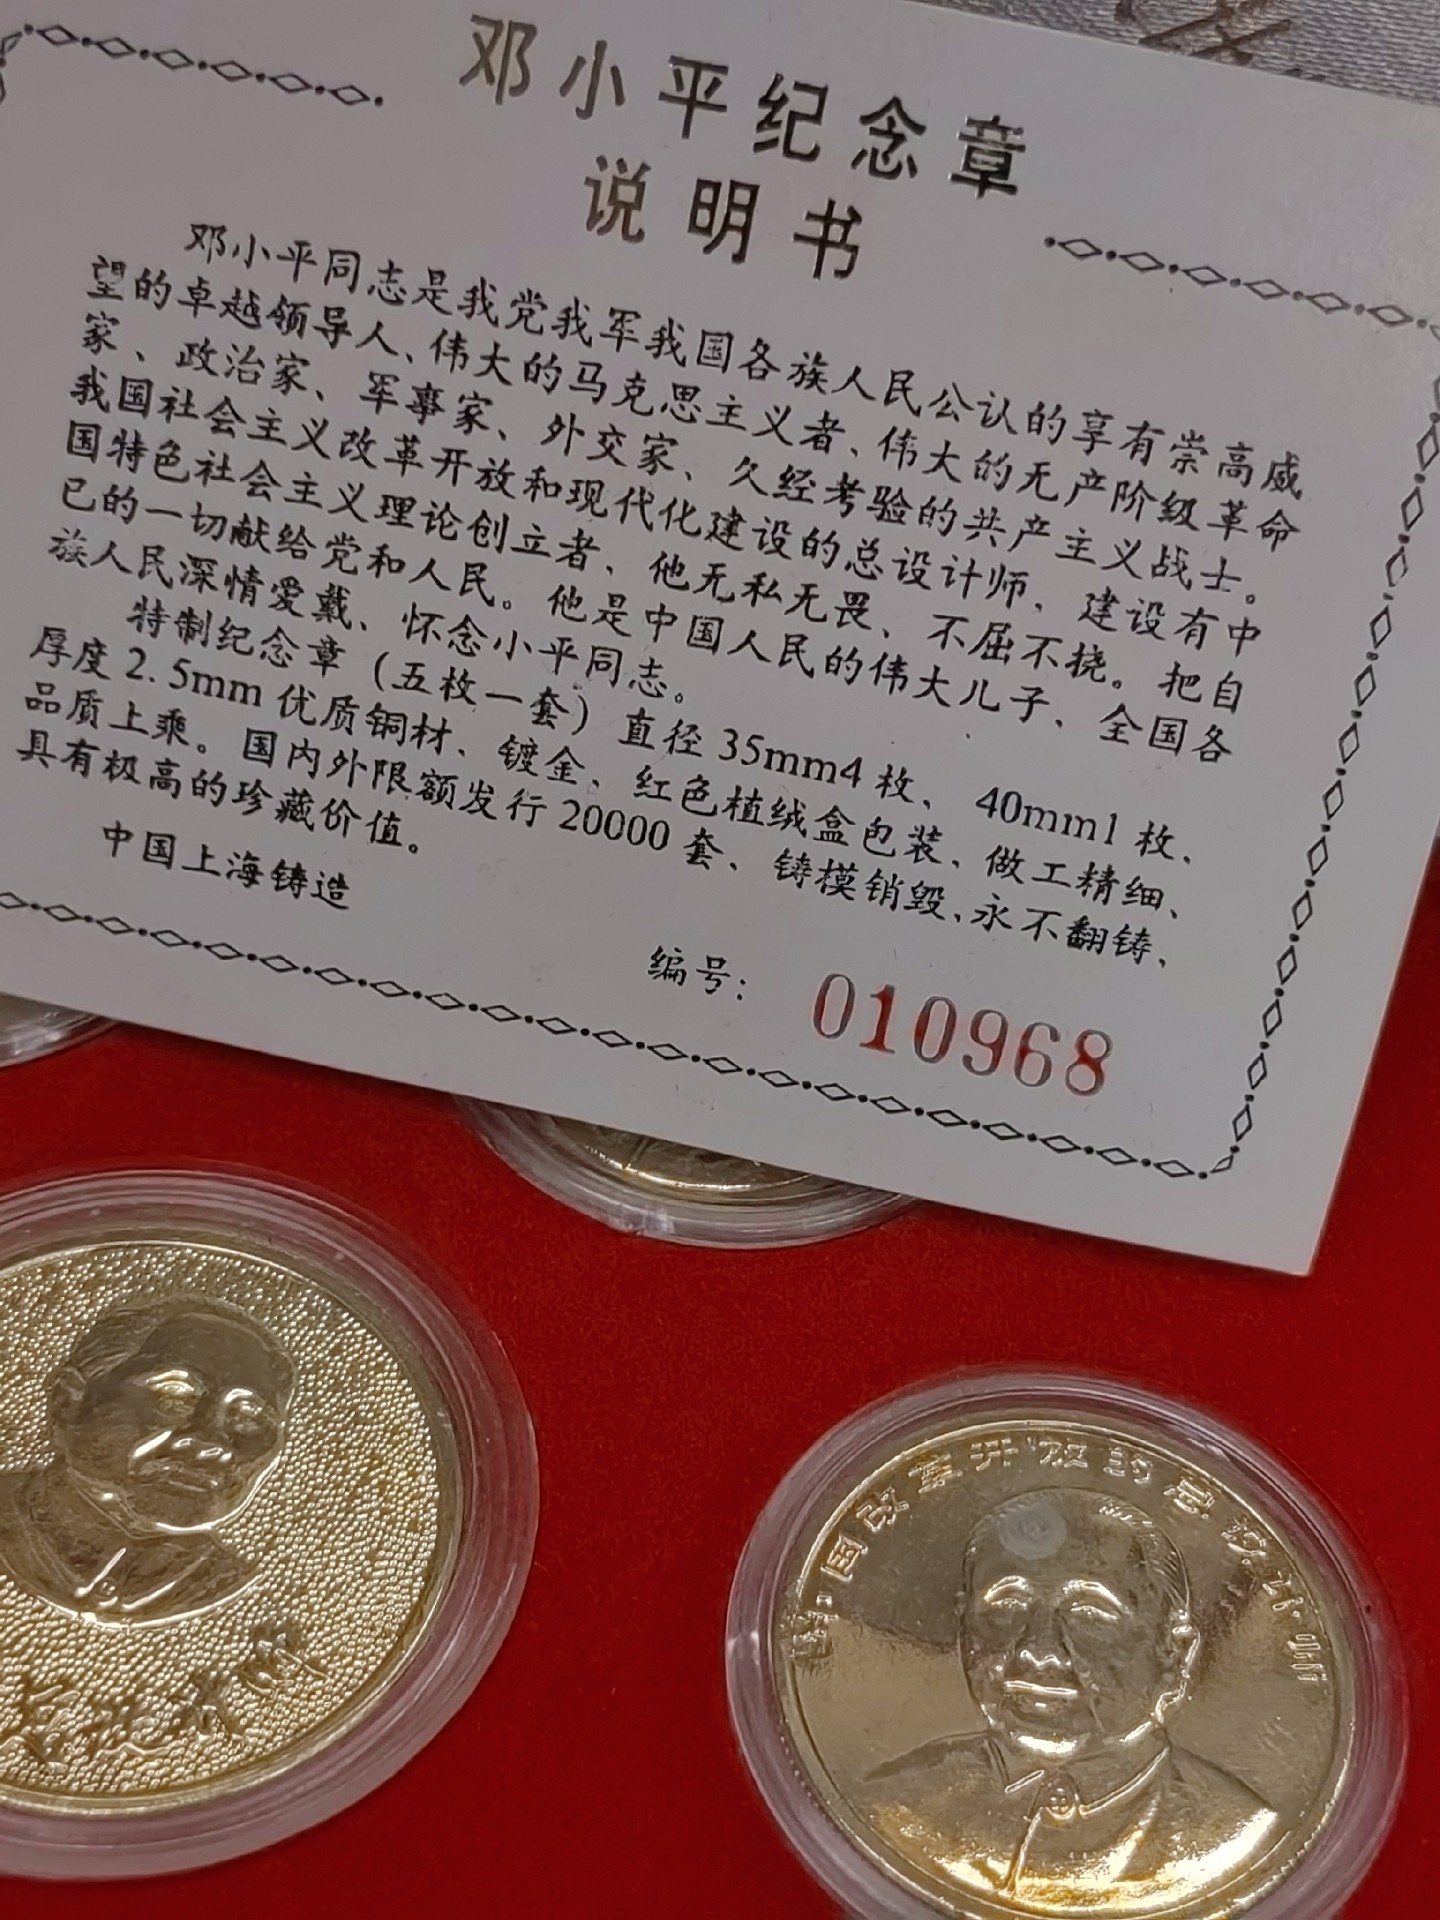 邓小平纪念章
说明书
邓小平同志是我党我军我国各族人民公认的享有崇高威
望的卓越领导人、伟大的马克思主义者、伟大的无产阶级革命
家、政治家、军事家、外交家、久经考验的共产主义战士。
我国社会主义改革开放和现代化建设的总设计师，建设有中
国特色社会主义理论创立者、他无私无畏、不屈不挠。把自
己的一切献给党和人民。他是中国人民的伟大儿子、全国各
族人民深情爱戴、怀念小平同志。
特制纪念章（五枚一套）直径35mm4枚、40mm1枚、
厚度2.5mm优质铜材、镀金、红色植绒盒包装、做工精细、
品质上乘。国内外限额发行20000套、铸模销毁、永不翻铸、
具有极高的珍藏价值。
中国上海铸造
编号：010968
中国改革开放的总设计师